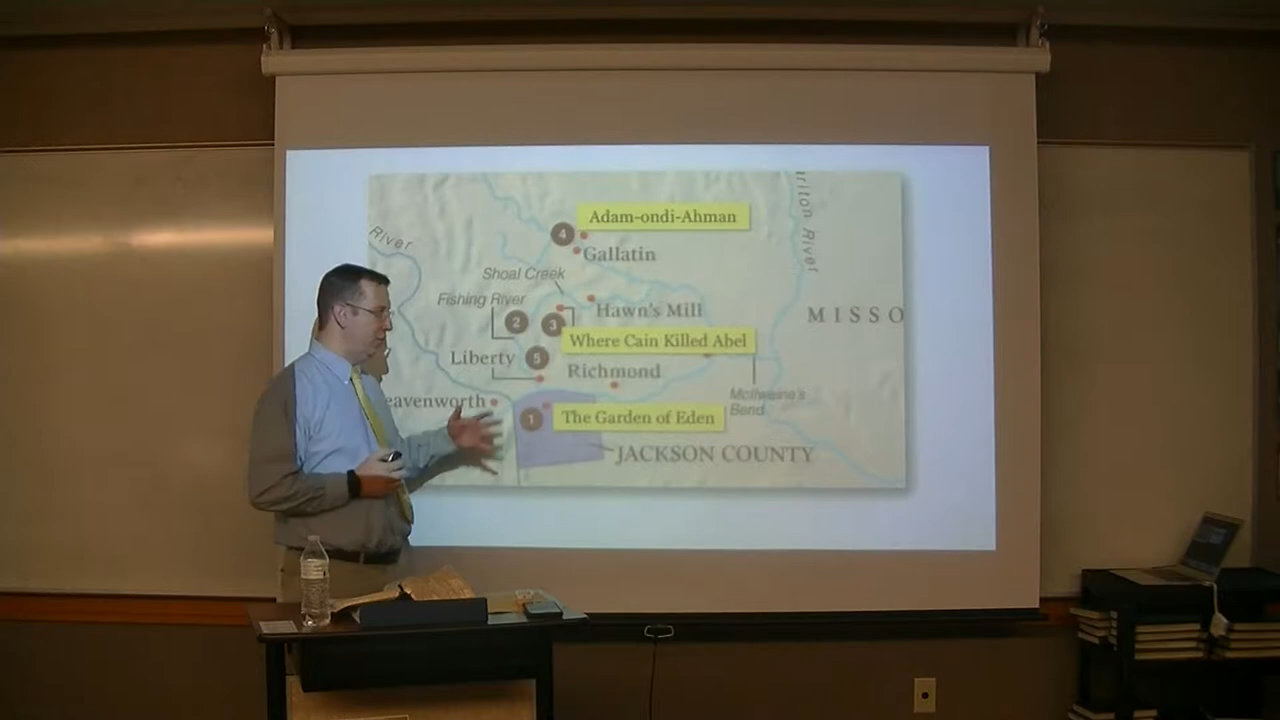 Adam-ondi-Ahman
4
Gallatin
River
riton River
Shoal Creek
Fishing River
Hawn's Mill
MISSO
2
3
Where Cain Killed Abel
Liberty
5
Richmond
McIlwaine's
Bend
eavenworth
1
The Garden of Eden
JACKSON COUNTY